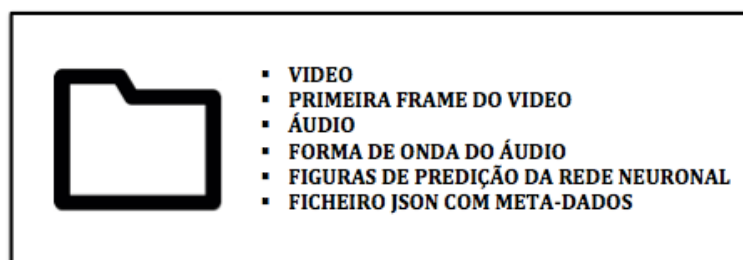 VIDEO
PRIMEIRA FRAME DO VIDEO
ÁUDIO
FORMA DE ONDA DO ÁUDIO
FIGURAS DE PREDIÇÃO DA REDE NEURONAL
FICHEIRO JSON COM META-DADOS